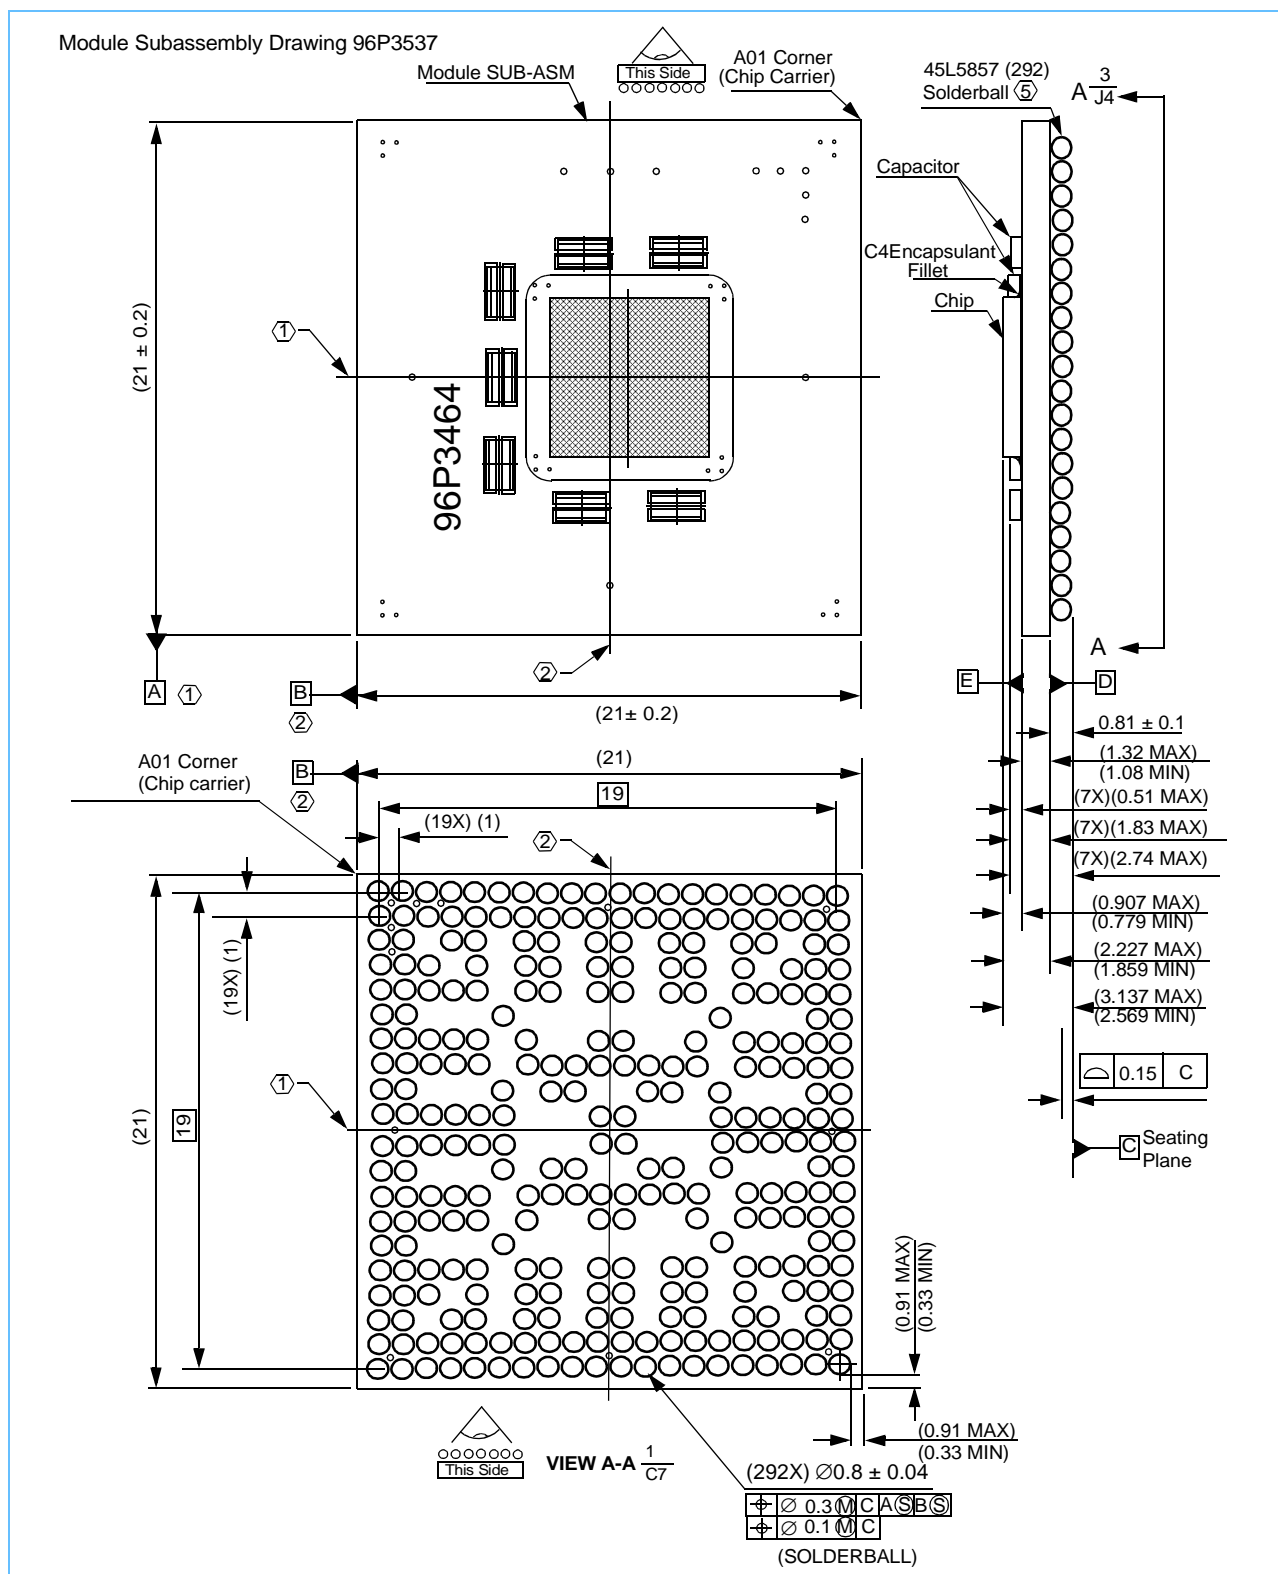 Module Subassembly Drawing 96P3537
Module SUB-ASM
This Side
A01 Corner
(Chip Carrier)
45L5857 (292)
Solderball 5
A 3
J4
Capacitor
C4Encapsulant
Fillet
Chip
(21 ± 0.2)
1
96P3464
2
A 1
B
2
(21± 0.2)
A
E
D
0.81 ± 0.1
(1.32 MAX)
(1.08 MIN)
(7X)(0.51 MAX)
(7X)(1.83 MAX)
(7X)(2.74 MAX)
(0.907 MAX)
(0.779 MIN)
(2.227 MAX)
(1.859 MIN)
(3.137 MAX)
(2.569 MIN)
0.15 C
C Seating
Plane
A01 Corner
(Chip carrier)
B
2
(21)
19
(19X) (1)
2
(19X) (1)
1
(21)
19
(0.91 MAX)
(0.33 MIN)
(0.91 MAX)
(0.33 MIN)
This Side
VIEW A-A 1
C7
(292X) ∅0.8 ± 0.04
⌖ ∅ 0.3 Ⓜ C A Ⓢ B Ⓢ
⌖ ∅ 0.1 Ⓜ C
(SOLDERBALL)